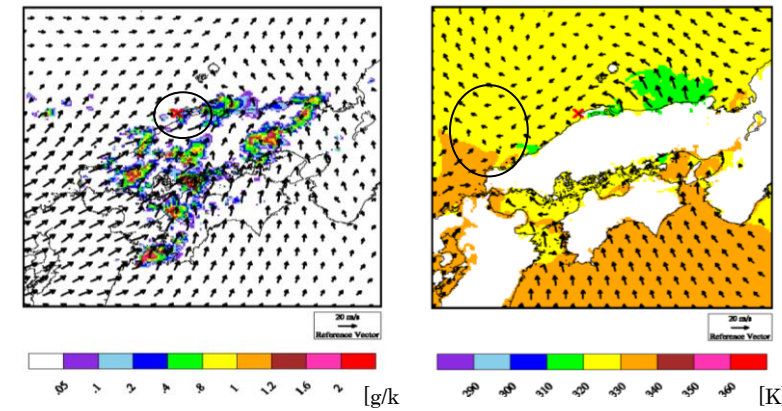 20 m/s
Reference Vector
.05 .1 .2 .4 .8 1 1.2 1.6 2
[g/k
20 m/s
Reference Vector
290 300 310 320 330 340 350 360
[K]